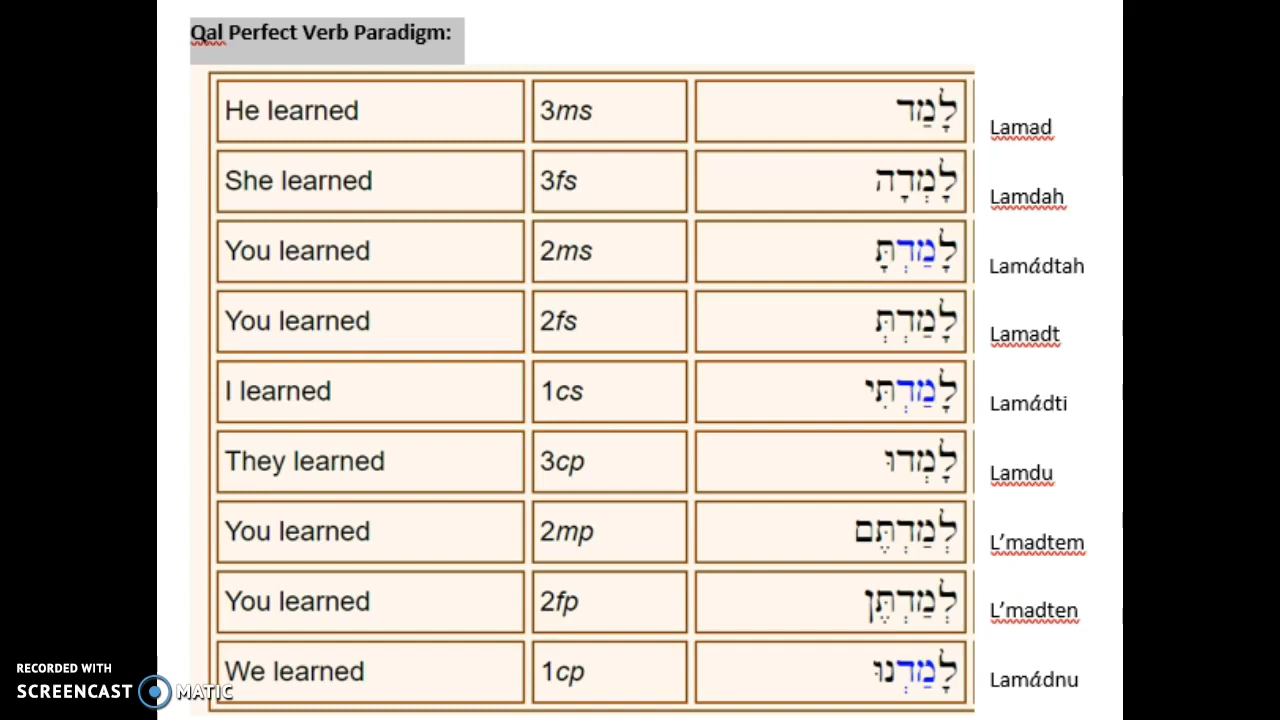 Qal Perfect Verb Paradigm:
He learned 3ms לָמַד Lamad
She learned 3fs לָמְדָה Lamdah
You learned 2ms לָמַדְתָּ Lamádtah
You learned 2fs לָמַדְתְּ Lamadt
I learned 1cs לָמַדְתִּי Lamádti
They learned 3cp לָמְדוּ Lamdu
You learned 2mp לְמַדְתֶּם L’madtem
You learned 2fp לְמַדְתֶּן L’madten
We learned 1cp לָמַדְנוּ Lamádnu
RECORDED WITH
SCREENCAST MATIC